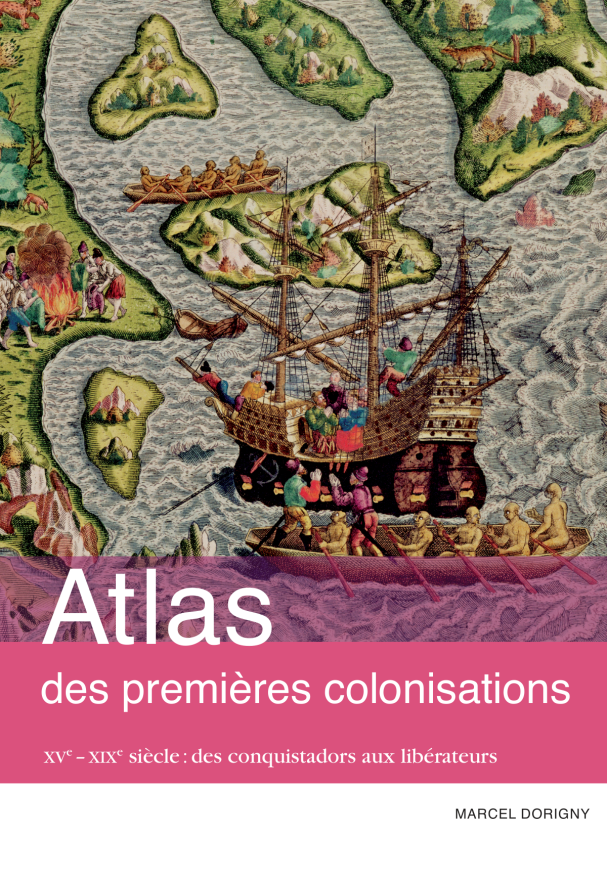 Atlas
des premières colonisations
XVe – XIXe siècle : des conquistadors aux libérateurs
MARCEL DORIGNY